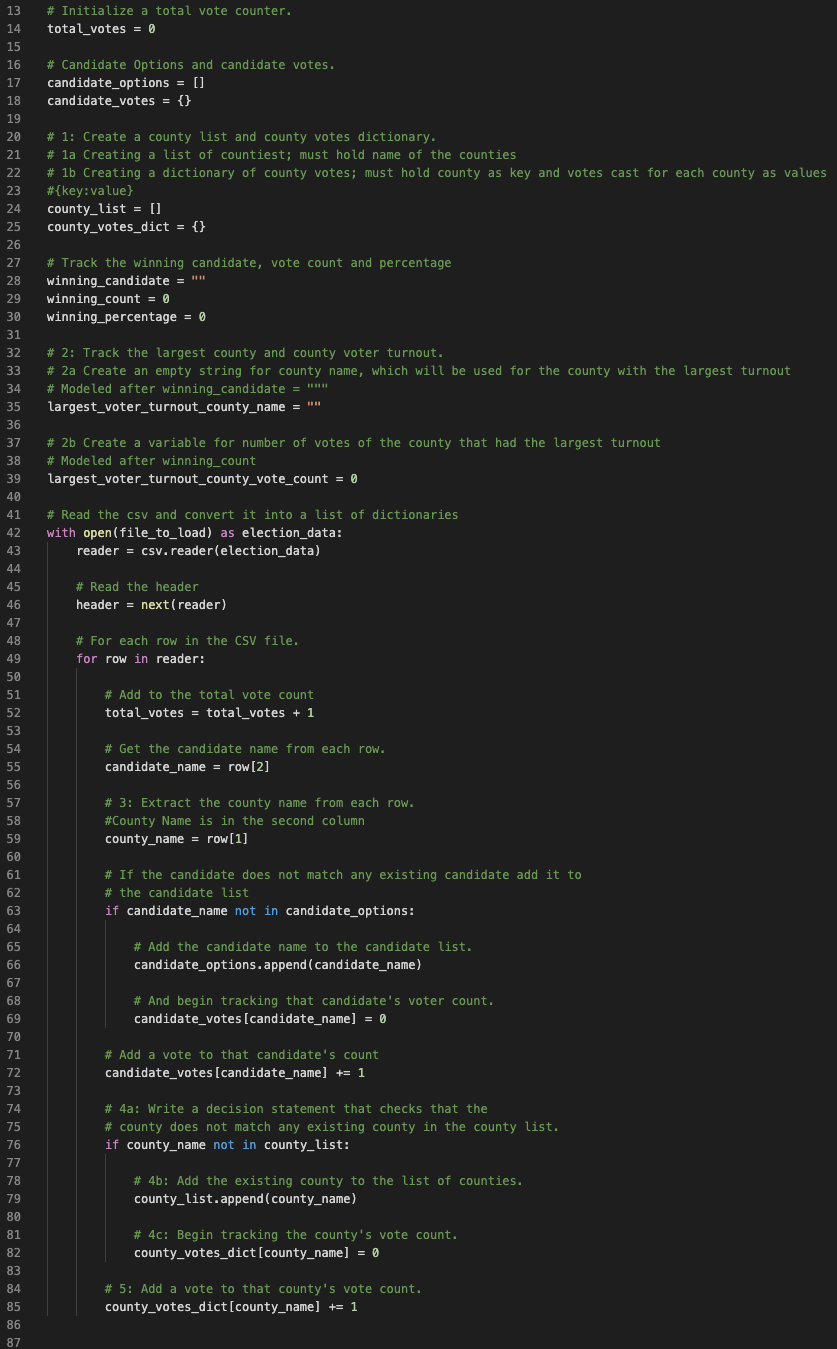 13 # Initialize a total vote counter.
14 total_votes = 0
15
16 # Candidate Options and candidate votes.
17 candidate_options = []
18 candidate_votes = {}
19
20 # 1: Create a county list and county votes dictionary.
21 # 1a Creating a list of countiest; must hold name of the counties
22 # 1b Creating a dictionary of county votes; must hold county as key and votes cast for each county as values
23 #{key:value}
24 county_list = []
25 county_votes_dict = {}
26
27 # Track the winning candidate, vote count and percentage
28 winning_candidate = ""
29 winning_count = 0
30 winning_percentage = 0
31
32 # 2: Track the largest county and county voter turnout.
33 # 2a Create an empty string for county name, which will be used for the county with the largest turnout
34 # Modeled after winning_candidate = """
35 largest_voter_turnout_county_name = ""
36
37 # 2b Create a variable for number of votes of the county that had the largest turnout
38 # Modeled after winning_count
39 largest_voter_turnout_county_vote_count = 0
40
41 # Read the csv and convert it into a list of dictionaries
42 with open(file_to_load) as election_data:
43     reader = csv.reader(election_data)
44
45     # Read the header
46     header = next(reader)
47
48     # For each row in the CSV file.
49     for row in reader:
50
51         # Add to the total vote count
52         total_votes = total_votes + 1
53
54         # Get the candidate name from each row.
55         candidate_name = row[2]
56
57         # 3: Extract the county name from each row.
58         #County Name is in the second column
59         county_name = row[1]
60
61         # If the candidate does not match any existing candidate add it to
62         # the candidate list
63         if candidate_name not in candidate_options:
64
65             # Add the candidate name to the candidate list.
66             candidate_options.append(candidate_name)
67
68             # And begin tracking that candidate's voter count.
69             candidate_votes[candidate_name] = 0
70
71         # Add a vote to that candidate's count
72         candidate_votes[candidate_name] += 1
73
74         # 4a: Write a decision statement that checks that the
75         # county does not match any existing county in the county list.
76         if county_name not in county_list:
77
78             # 4b: Add the existing county to the list of counties.
79             county_list.append(county_name)
80
81             # 4c: Begin tracking the county's vote count.
82             county_votes_dict[county_name] = 0
83
84         # 5: Add a vote to that county's vote count.
85         county_votes_dict[county_name] += 1
86
87